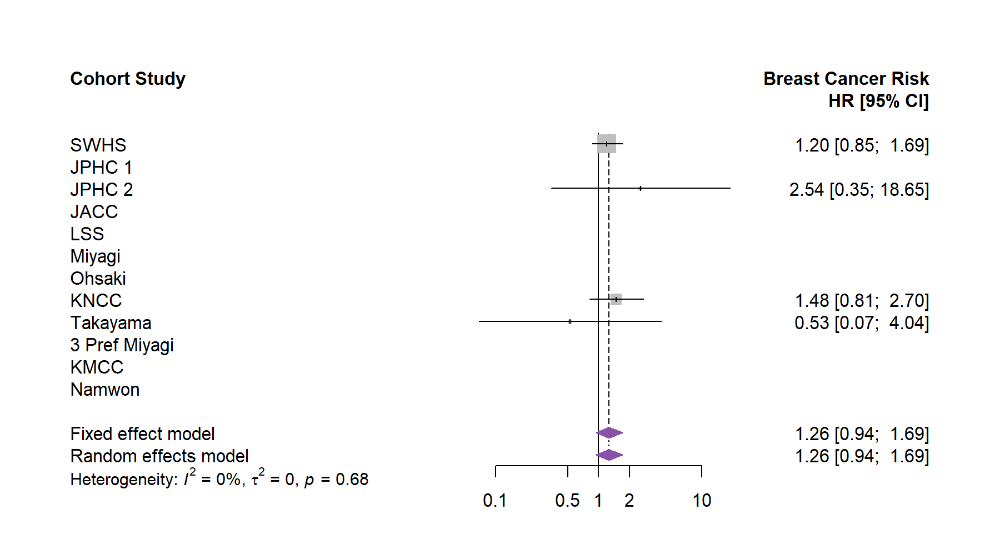 Cohort Study
Breast Cancer Risk
HR [95% CI]
SWHS 1.20 [0.85; 1.69]
JPHC 1
JPHC 2 2.54 [0.35; 18.65]
JACC
LSS
Miyagi
Ohsaki
KNCC 1.48 [0.81; 2.70]
Takayama 0.53 [0.07; 4.04]
3 Pref Miyagi
KMCC
Namwon
Fixed effect model 1.26 [0.94; 1.69]
Random effects model 1.26 [0.94; 1.69]
Heterogeneity: I² = 0%, τ² = 0, p = 0.68
0.1 0.5 1 2 10